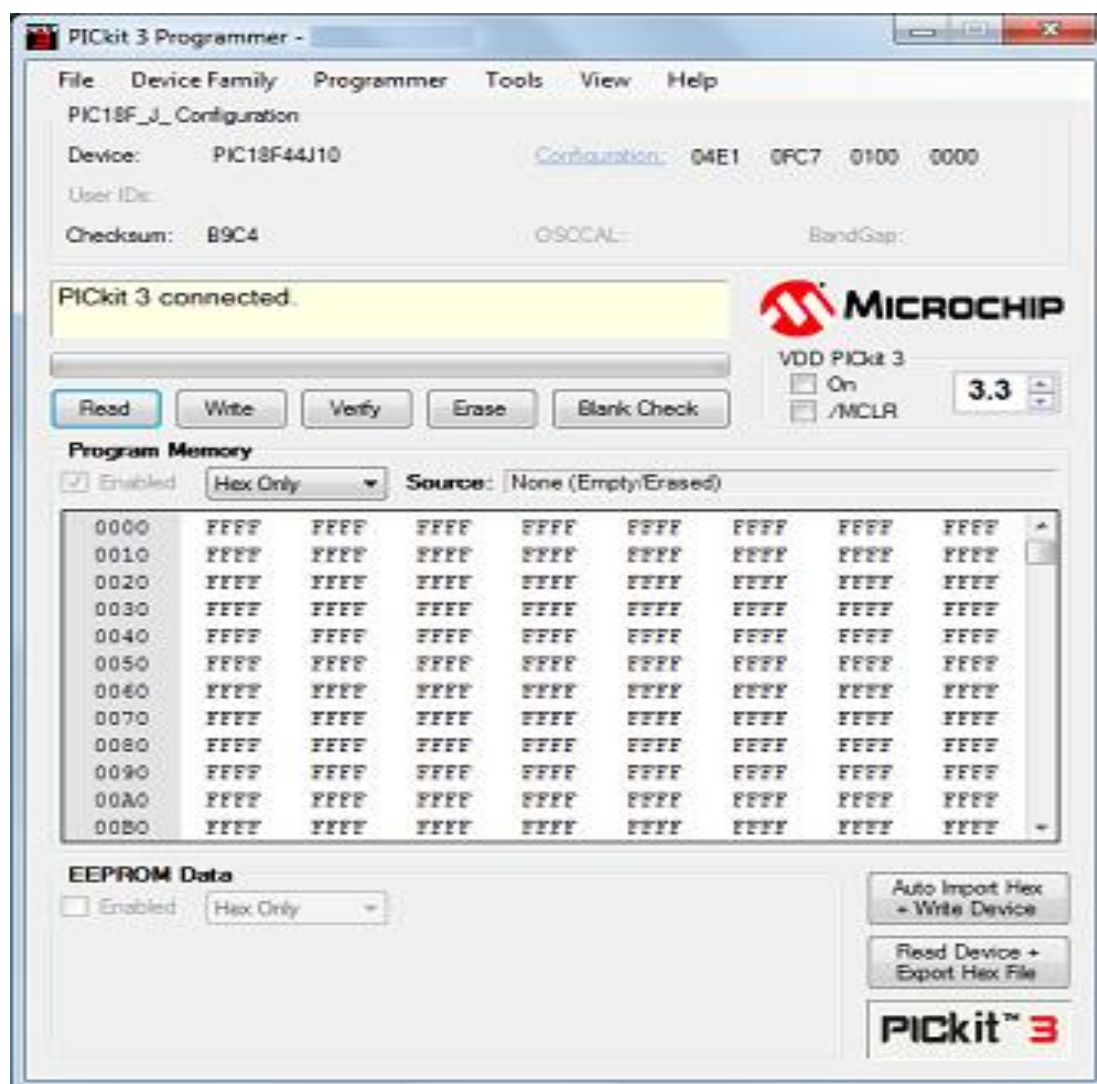 PICkit 3 Programmer -
File Device Family Programmer Tools View Help
PIC18F_J_ Configuration
Device: PIC18F44J10 Configuration: 04E1 0FC7 0100 0000
User IDs:
Checksum: B9C4 OSCCAL: BandGap:
PICkit 3 connected.
MICROCHIP
VDD PICkit 3
On
/MCLR
3.3
Read Write Verify Erase Blank Check
Program Memory
Enabled Hex Only Source: None (Empty/Erased)
0000 FFFF FFFF FFFF FFFF FFFF FFFF FFFF FFFF
0010 FFFF FFFF FFFF FFFF FFFF FFFF FFFF FFFF
0020 FFFF FFFF FFFF FFFF FFFF FFFF FFFF FFFF
0030 FFFF FFFF FFFF FFFF FFFF FFFF FFFF FFFF
0040 FFFF FFFF FFFF FFFF FFFF FFFF FFFF FFFF
0050 FFFF FFFF FFFF FFFF FFFF FFFF FFFF FFFF
0060 FFFF FFFF FFFF FFFF FFFF FFFF FFFF FFFF
0070 FFFF FFFF FFFF FFFF FFFF FFFF FFFF FFFF
0080 FFFF FFFF FFFF FFFF FFFF FFFF FFFF FFFF
0090 FFFF FFFF FFFF FFFF FFFF FFFF FFFF FFFF
00A0 FFFF FFFF FFFF FFFF FFFF FFFF FFFF FFFF
00B0 FFFF FFFF FFFF FFFF FFFF FFFF FFFF FFFF
EEPROM Data
Enabled Hex Only
Auto Import Hex
+ Write Device
Read Device +
Export Hex File
PICkit™ 3